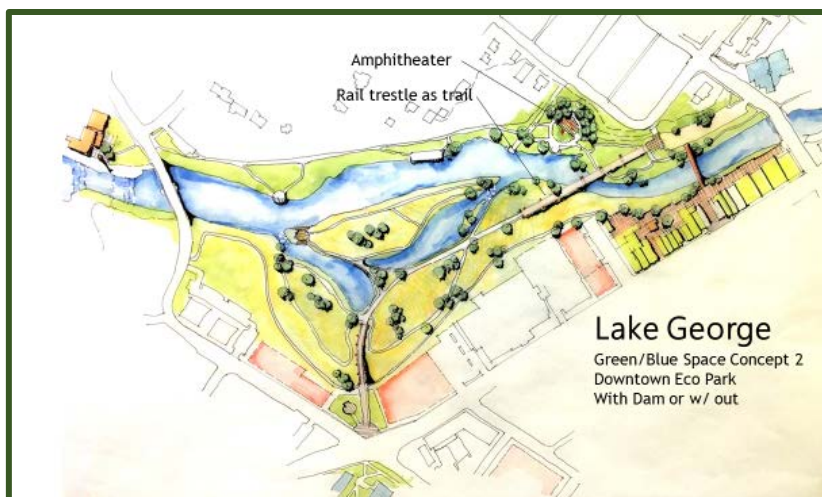 Amphitheater
Rail trestle as trail
Lake George
Green/Blue Space Concept 2
Downtown Eco Park
With Dam or w/ out